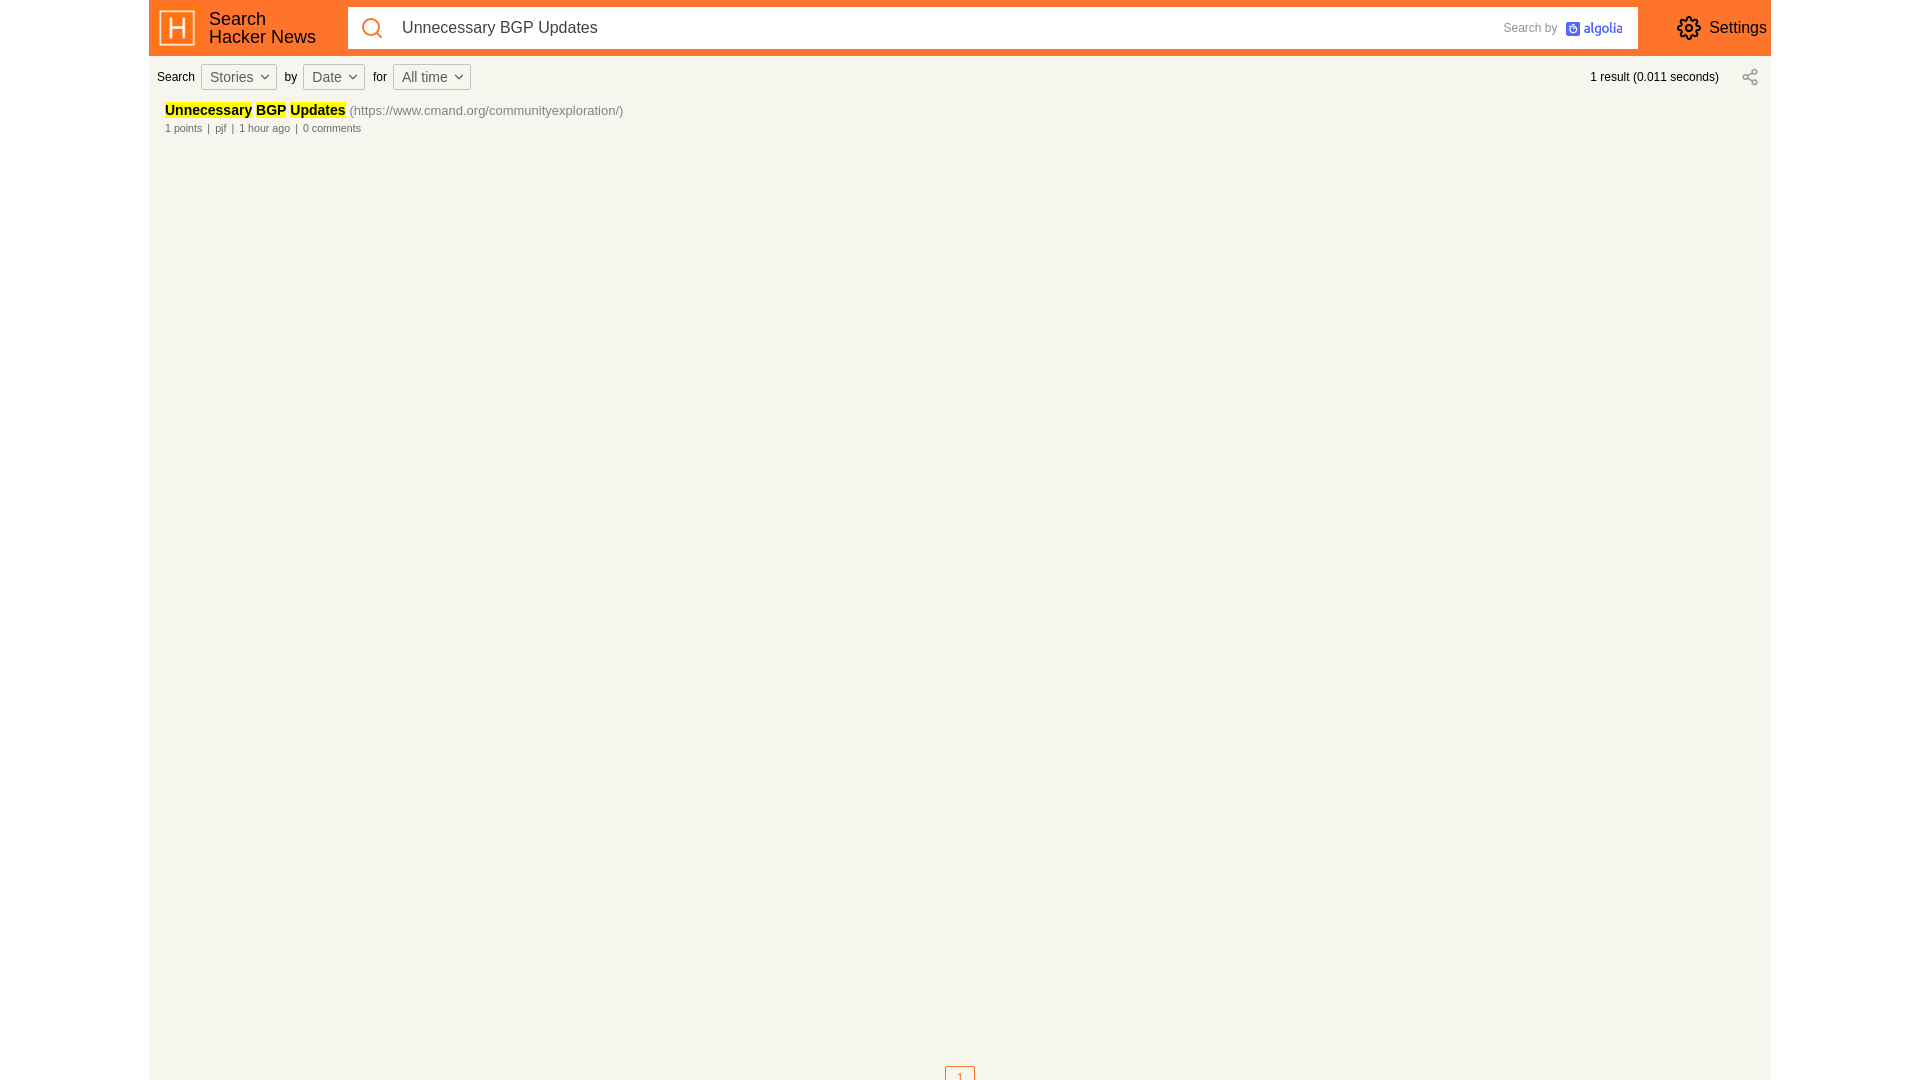 Search
Hacker News
Unnecessary BGP Updates
Search by algolia
Settings
Search Stories by Date for All time
1 result (0.011 seconds)
Unnecessary BGP Updates (https://www.cmand.org/communityexploration/)
1 points | pjf | 1 hour ago | 0 comments
1